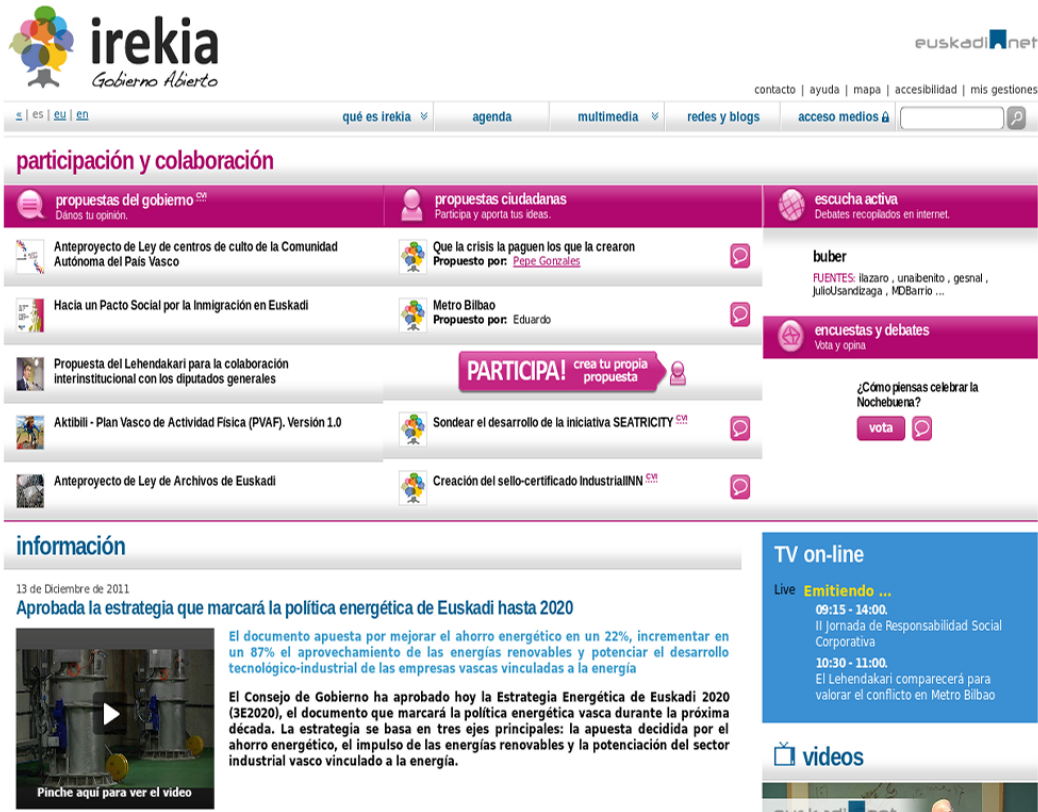 irekia
Gobierno Abierto
euskadi net
contacto | ayuda | mapa | accesibilidad | mis gestiones
« | es | eu | en
qué es irekia
agenda
multimedia
redes y blogs
acceso medios
participación y colaboración
propuestas del gobierno CVI
Dános tu opinión.
Anteproyecto de Ley de centros de culto de la Comunidad
Autónoma del País Vasco
Hacia un Pacto Social por la Inmigración en Euskadi
Propuesta del Lehendakari para la colaboración
interinstitucional con los diputados generales
Aktibili - Plan Vasco de Actividad Física (PVAF). Versión 1.0
Anteproyecto de Ley de Archivos de Euskadi
propuestas ciudadanas
Participa y aporta tus ideas.
Que la crisis la paguen los que la crearon
Propuesto por: Pepe Gonzales
Metro Bilbao
Propuesto por: Eduardo
PARTICIPA! crea tu propia
propuesta
Sondear el desarrollo de la iniciativa SEATRICITY CVI
Creación del sello-certificado IndustrialINN CVI
escucha activa
Debates recopilados en internet.
buber
FUENTES: ilazaro , unaibenito , gesnal ,
JulioUsandizaga , MDBarrio ...
encuestas y debates
Vota y opina
¿Cómo piensas celebrar la
Nochebuena?
vota
información
13 de Diciembre de 2011
Aprobada la estrategia que marcará la política energética de Euskadi hasta 2020
Pinche aquí para ver el video
El documento apuesta por mejorar el ahorro energético en un 22%, incrementar en
un 87% el aprovechamiento de las energías renovables y potenciar el desarrollo
tecnológico-industrial de las empresas vascas vinculadas a la energía
El Consejo de Gobierno ha aprobado hoy la Estrategia Energética de Euskadi 2020
(3E2020), el documento que marcará la política energética vasca durante la próxima
década. La estrategia se basa en tres ejes principales: la apuesta decidida por el
ahorro energético, el impulso de las energías renovables y la potenciación del sector
industrial vasco vinculado a la energía.
TV on-line
Live Emitiendo ...
09:15 - 14:00.
II Jornada de Responsabilidad Social
Corporativa
10:30 - 11:00.
El Lehendakari comparecerá para
valorar el conflicto en Metro Bilbao
videos